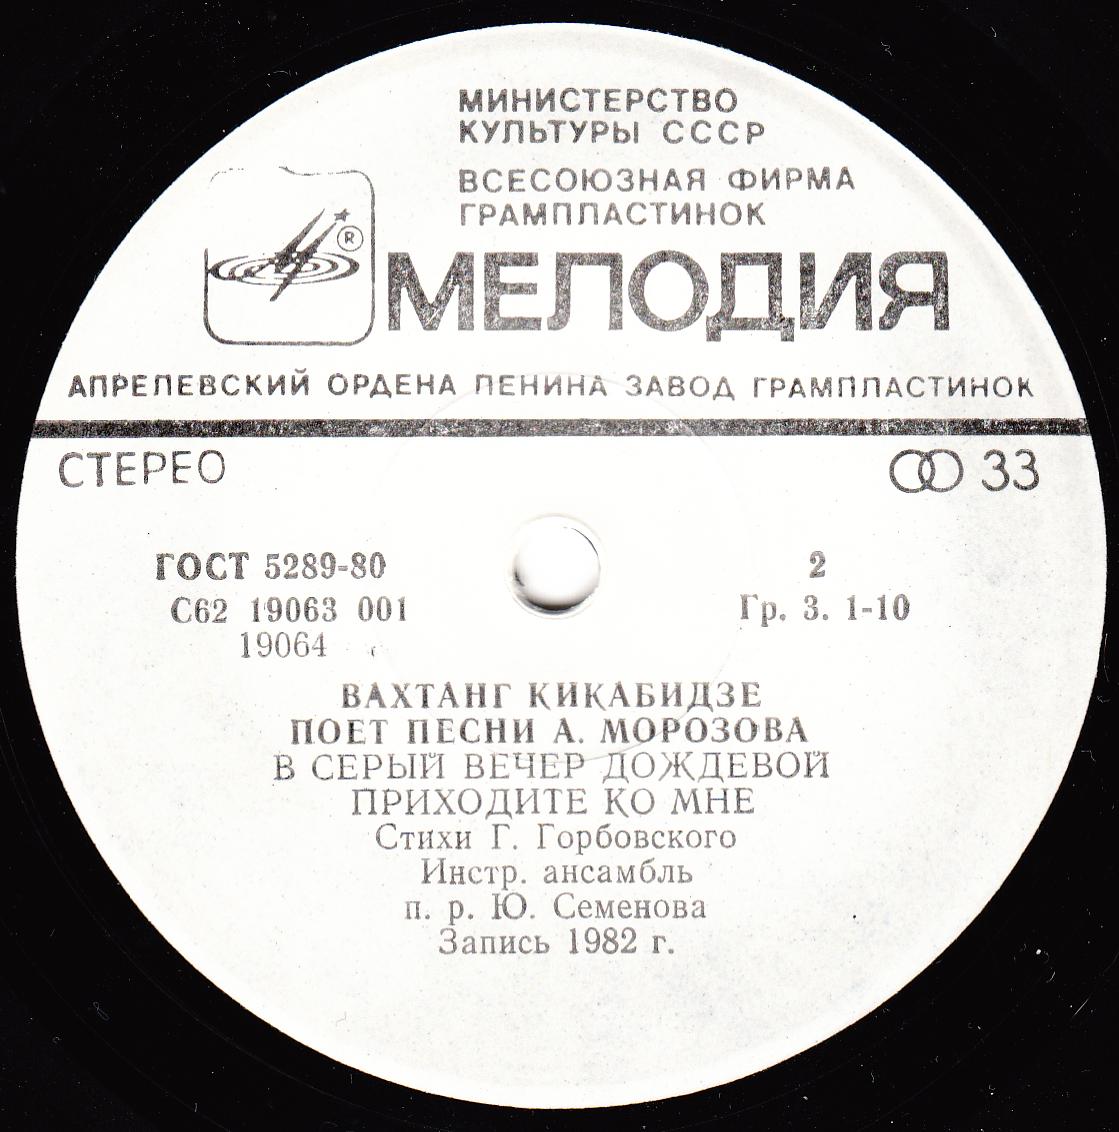 МИНИСТЕРСТВО
КУЛЬТУРЫ СССР
ВСЕСОЮЗНАЯ ФИРМА
ГРАМПЛАСТИНОК
®
МЕЛОДИЯ
АПРЕЛЕВСКИЙ ОРДЕНА ЛЕНИНА ЗАВОД ГРАМПЛАСТИНОК
СТЕРЕО 33
ГОСТ 5289-80 2
С62 19063 001 Гр. 3. 1-10
19064
ВАХТАНГ КИКАБИДЗЕ
ПОЕТ ПЕСНИ А. МОРОЗОВА
В СЕРЫЙ ВЕЧЕР ДОЖДЕВОЙ
ПРИХОДИТЕ КО МНЕ
Стихи Г. Горбовского
Инстр. ансамбль
п. р. Ю. Семенова
Запись 1982 г.